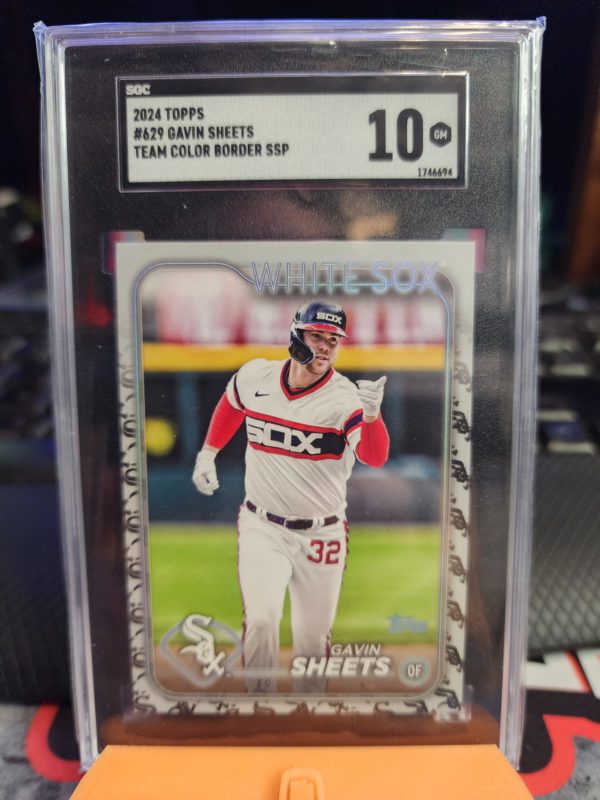 SGC
2024 TOPPS
#629 GAVIN SHEETS
TEAM COLOR BORDER SSP
10
GM
1746694
WHITE SOX
SOX
SOX
32
Sox
Topps
GAVIN
SHEETS
OF